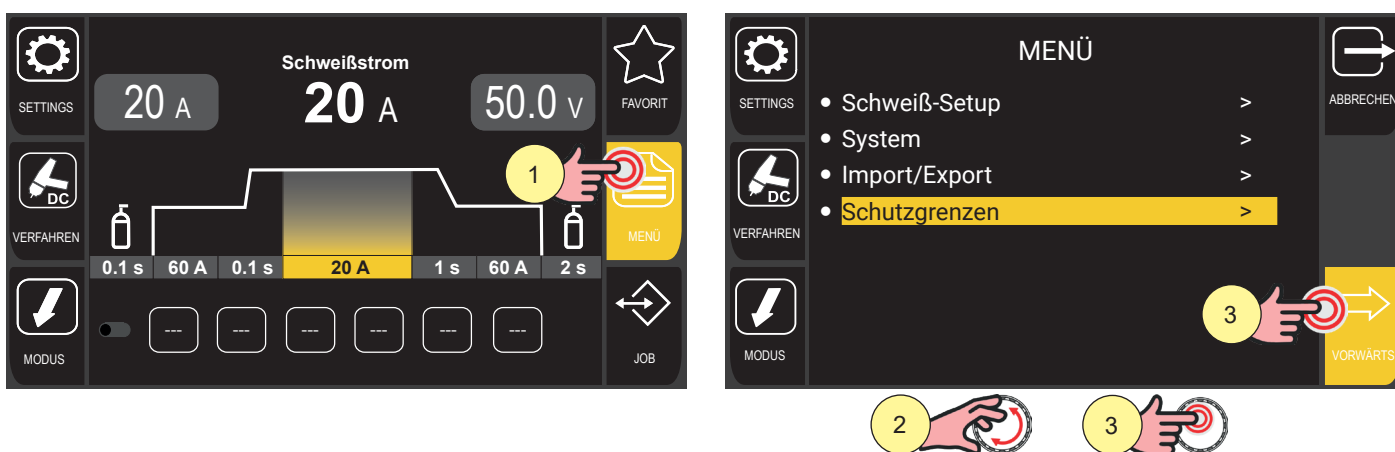 SETTINGS
VERFAHREN
DC
MODUS
Schweißstrom
20 A
20 A
50.0 V
0.1 s 60 A 0.1 s 20 A 1 s 60 A 2 s
--- --- --- --- --- ---
FAVORIT
1
MENÜ
JOB
SETTINGS
DC
VERFAHREN
MODUS
MENÜ
Schweiß-Setup >
System >
Import/Export >
Schutzgrenzen >
ABBRECHEN
3
VORWÄRTS
2
3